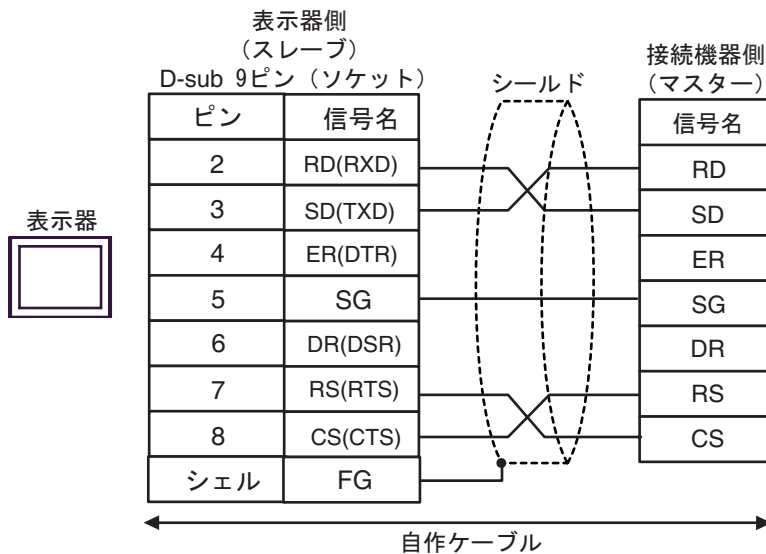 表示器側
（スレーブ）
D-sub 9ピン（ソケット）
シールド
接続機器側
（マスター）
ピン 信号名
信号名
2 RD(RXD) RD
3 SD(TXD) SD
表示器
4 ER(DTR) ER
5 SG SG
6 DR(DSR) DR
7 RS(RTS) RS
8 CS(CTS) CS
シェル FG
自作ケーブル